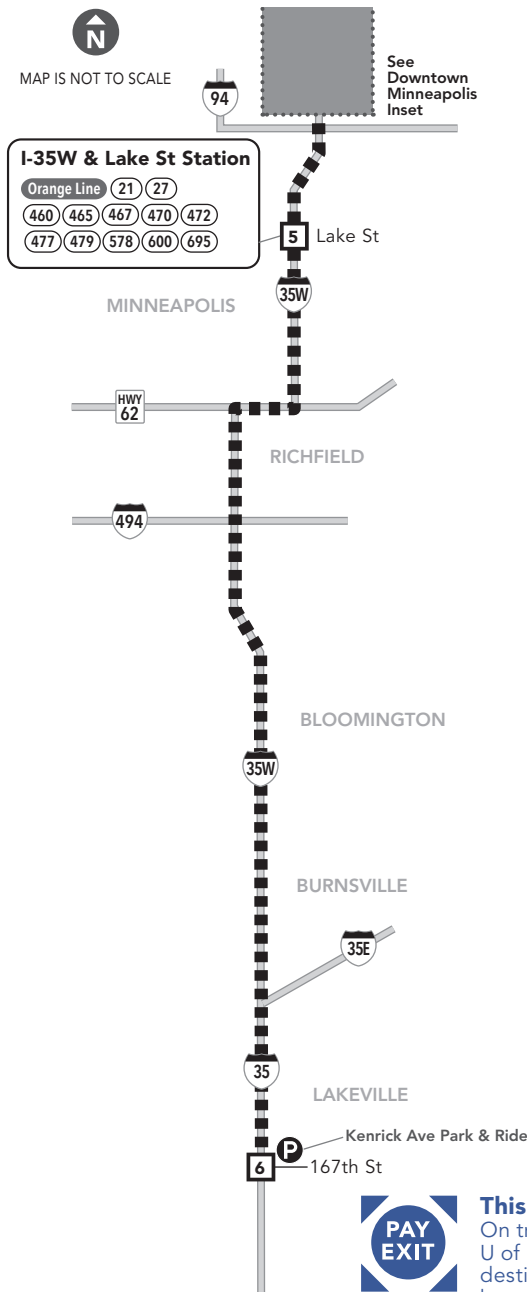 N
MAP IS NOT TO SCALE
94
See
Downtown
Minneapolis
Inset
I-35W & Lake St Station
Orange Line 21 27
460 465 467 470 472
477 479 578 600 695
5 Lake St
35W
MINNEAPOLIS
HWY
62
RICHFIELD
494
BLOOMINGTON
35W
BURNSVILLE
35E
35
LAKEVILLE
P Kenrick Ave Park & Ride
6 167th St
PAY
EXIT
This
On tr
U of
desti